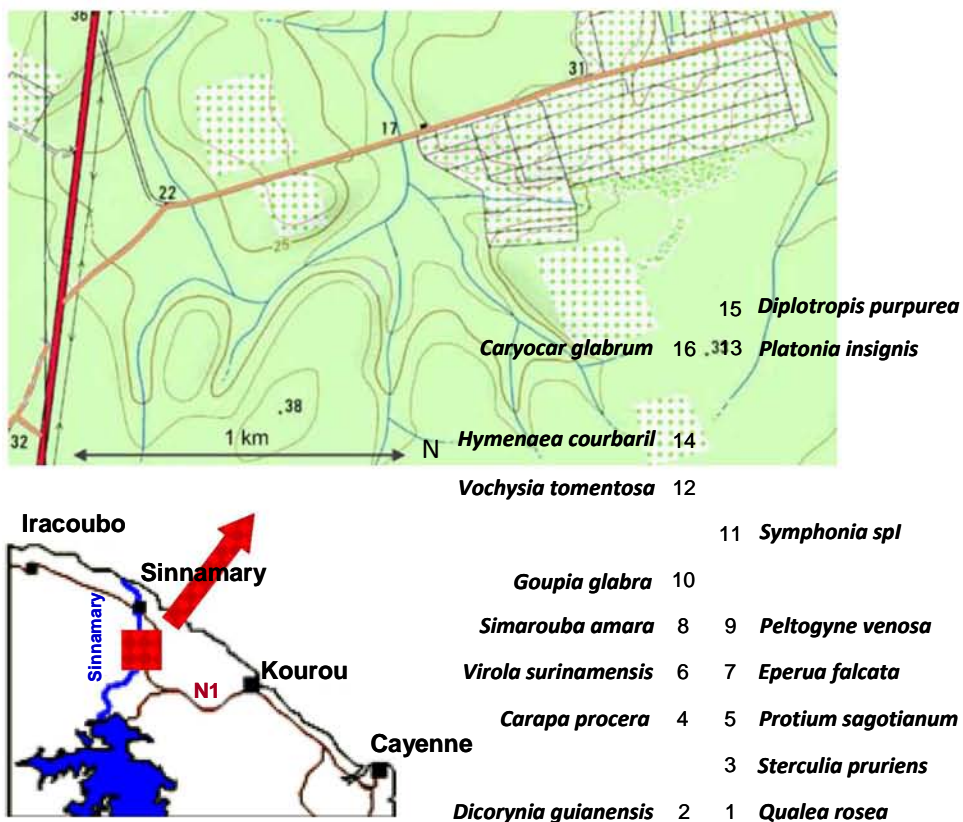 36
31
17
22
25
15 Diplotropis purpurea
Caryocar glabrum 16 13 Platonia insignis
.38
32
1 km
N
Hymenaea courbaril 14
Vochysia tomentosa 12
11 Symphonia spI
Goupia glabra 10
Simarouba amara 8 9 Peltogyne venosa
Virola surinamensis 6 7 Eperua falcata
Carapa procera 4 5 Protium sagotianum
3 Sterculia pruriens
Dicorynia guianensis 2 1 Qualea rosea
Iracoubo
Sinnamary
Sinnamary
Kourou
N1
Cayenne